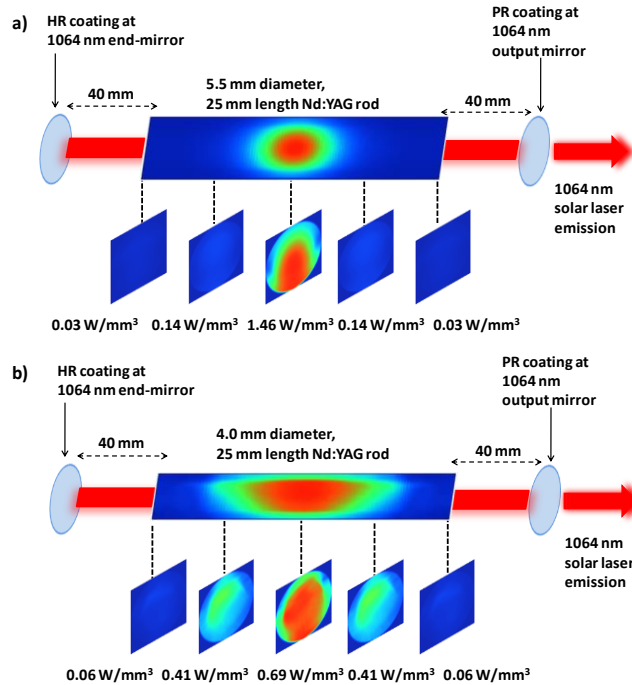 a)
HR coating at
1064 nm end-mirror
PR coating at
1064 nm
output mirror
40 mm
5.5 mm diameter,
25 mm length Nd:YAG rod
40 mm
1064 nm
solar laser
emission
0.03 W/mm³ 0.14 W/mm³ 1.46 W/mm³ 0.14 W/mm³ 0.03 W/mm³
b)
HR coating at
1064 nm end-mirror
PR coating at
1064 nm
output mirror
40 mm
4.0 mm diameter,
25 mm length Nd:YAG rod
40 mm
1064 nm
solar laser
emission
0.06 W/mm³ 0.41 W/mm³ 0.69 W/mm³ 0.41 W/mm³ 0.06 W/mm³